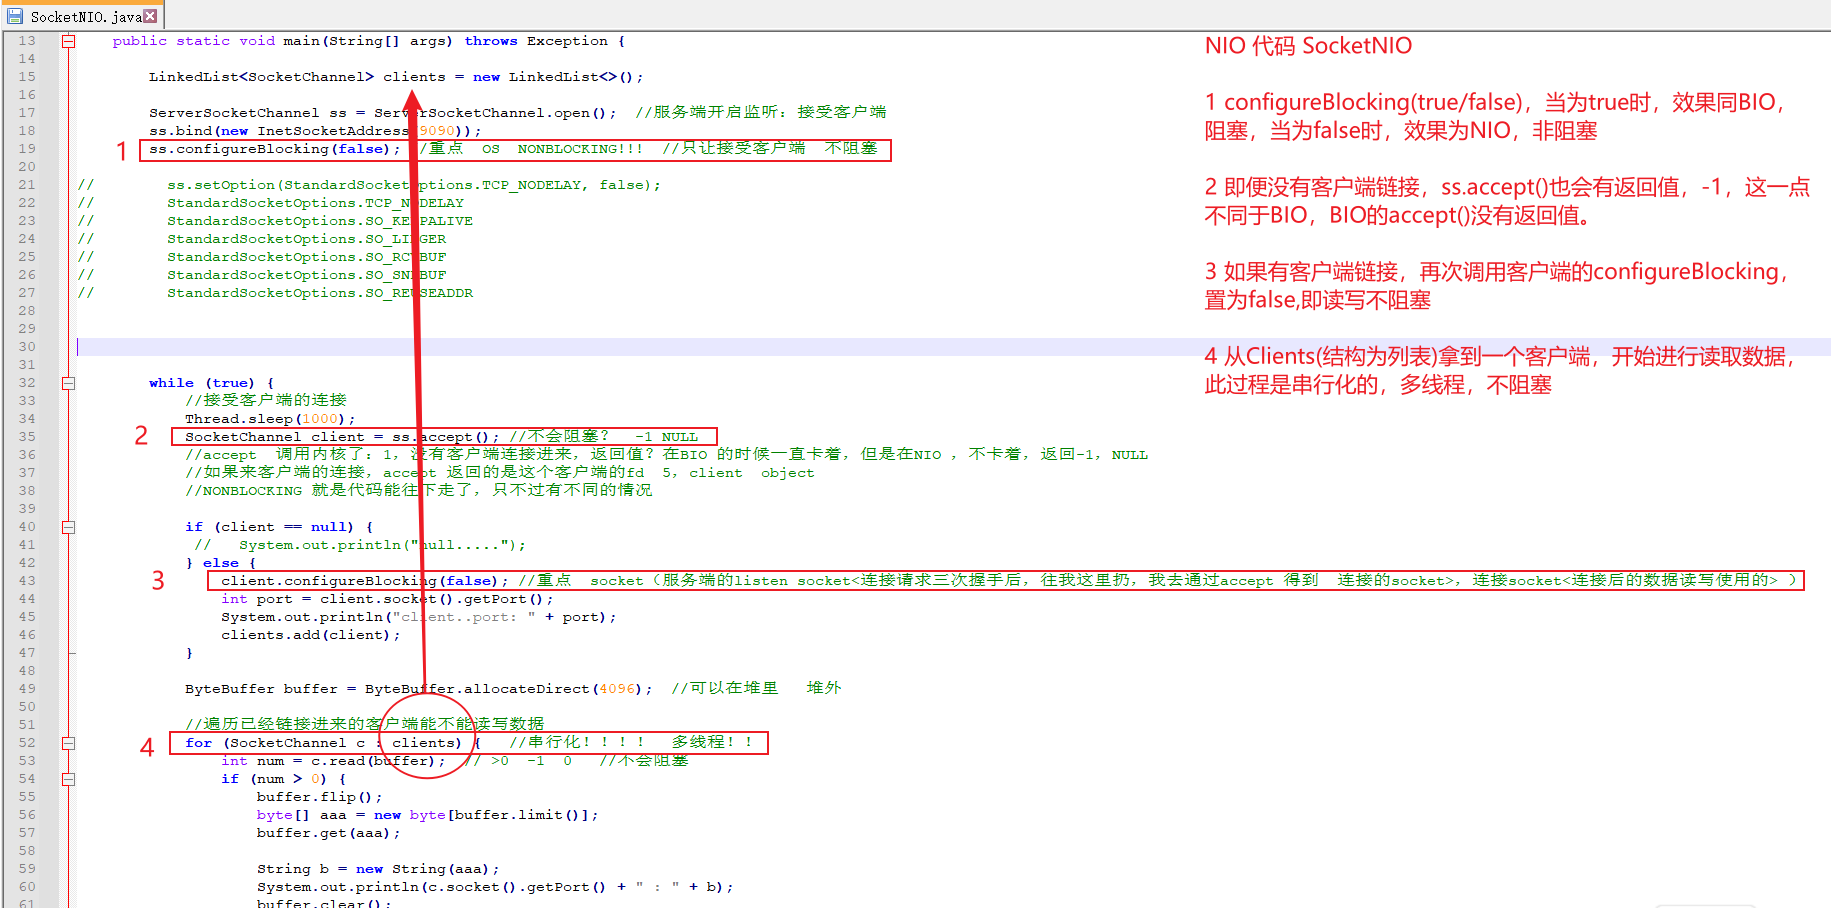 SocketNIO.java
13 public static void main(String[] args) throws Exception {
14
15 LinkedList<SocketChannel> clients = new LinkedList<>();
16
17 ServerSocketChannel ss = ServerSocketChannel.open(); //服务端开启监听：接受客户端
18 ss.bind(new InetSocketAddress(9090));
1
19 ss.configureBlocking(false); //重点 OS NONBLOCKING!!! //只让接受客户端 不阻塞
20
21 // ss.setOption(StandardSocketOptions.TCP_NODELAY, false);
22 // StandardSocketOptions.TCP_NODELAY
23 // StandardSocketOptions.SO_KEEPALIVE
24 // StandardSocketOptions.SO_LINGER
25 // StandardSocketOptions.SO_RCVBUF
26 // StandardSocketOptions.SO_SNDBUF
27 // StandardSocketOptions.SO_REUSEADDR
28
29
30
31
32 while (true) {
33 //接受客户端的连接
34 Thread.sleep(1000);
2
35 SocketChannel client = ss.accept(); //不会阻塞？ -1 NULL
36 //accept 调用内核了：1，没有客户端连接进来，返回值？在BIO 的时候一直卡着，但是在NIO ，不卡着，返回-1，NULL
37 //如果来客户端的连接，accept 返回的是这个客户端的fd 5，client object
38 //NONBLOCKING 就是代码能往下走了，只不过有不同的情况
39
40 if (client == null) {
41 // System.out.println("null.....");
42 } else {
3
43 client.configureBlocking(false); //重点 socket（服务端的listen socket<连接请求三次握手后，往我这里扔，我去通过accept 得到 连接的socket>，连接socket<连接后的数据读写使用的> ）
44 int port = client.socket().getPort();
45 System.out.println("client..port: " + port);
46 clients.add(client);
47 }
48
49 ByteBuffer buffer = ByteBuffer.allocateDirect(4096); //可以在堆里 堆外
50
51 //遍历已经链接进来的客户端能不能读写数据
4
52 for (SocketChannel c : clients) { //串行化！！！！ 多线程！！
53 int num = c.read(buffer); // >0 -1 0 //不会阻塞
54 if (num > 0) {
55 buffer.flip();
56 byte[] aaa = new byte[buffer.limit()];
57 buffer.get(aaa);
58
59 String b = new String(aaa);
60 System.out.println(c.socket().getPort() + " : " + b);
61 buffer.clear();
NIO 代码 SocketNIO
1 configureBlocking(true/false)，当为true时，效果同BIO，
阻塞，当为false时，效果为NIO，非阻塞
2 即便没有客户端链接，ss.accept()也会有返回值，-1，这一点
不同于BIO，BIO的accept()没有返回值。
3 如果有客户端链接，再次调用客户端的configureBlocking，
置为false,即读写不阻塞
4 从Clients(结构为列表)拿到一个客户端，开始进行读取数据，
此过程是串行化的，多线程，不阻塞